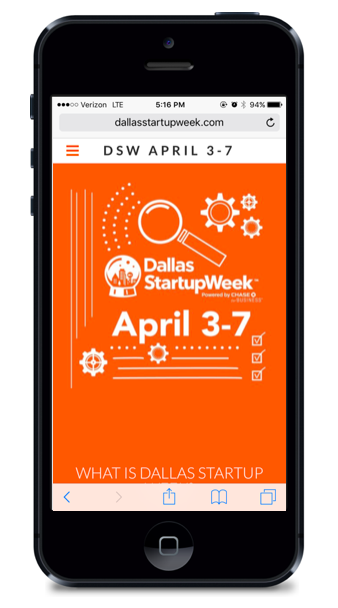 Verizon LTE 5:16 PM 94%
dallasstartupweek.com
DSW APRIL 3-7
Dallas
StartupWeek™
Powered by CHASE
for BUSINESS
April 3-7
WHAT IS DALLAS STARTUP